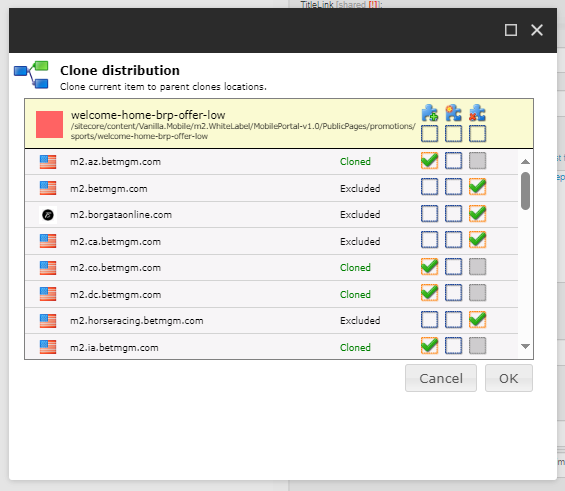 TitleLink [shared [!]]:
Clone distribution
Clone current item to parent clones locations.
welcome-home-brp-offer-low
/sitecore/content/Vanilla.Mobile/m2.WhiteLabel/MobilePortal-v1.0/PublicPages/promotions/
sports/welcome-home-brp-offer-low
m2.az.betmgm.com Cloned
m2.betmgm.com Excluded
m2.borgataonline.com Excluded
m2.ca.betmgm.com Excluded
m2.co.betmgm.com Cloned
m2.dc.betmgm.com Cloned
m2.horseracing.betmgm.com Excluded
m2.ia.betmgm.com Cloned
Cancel OK